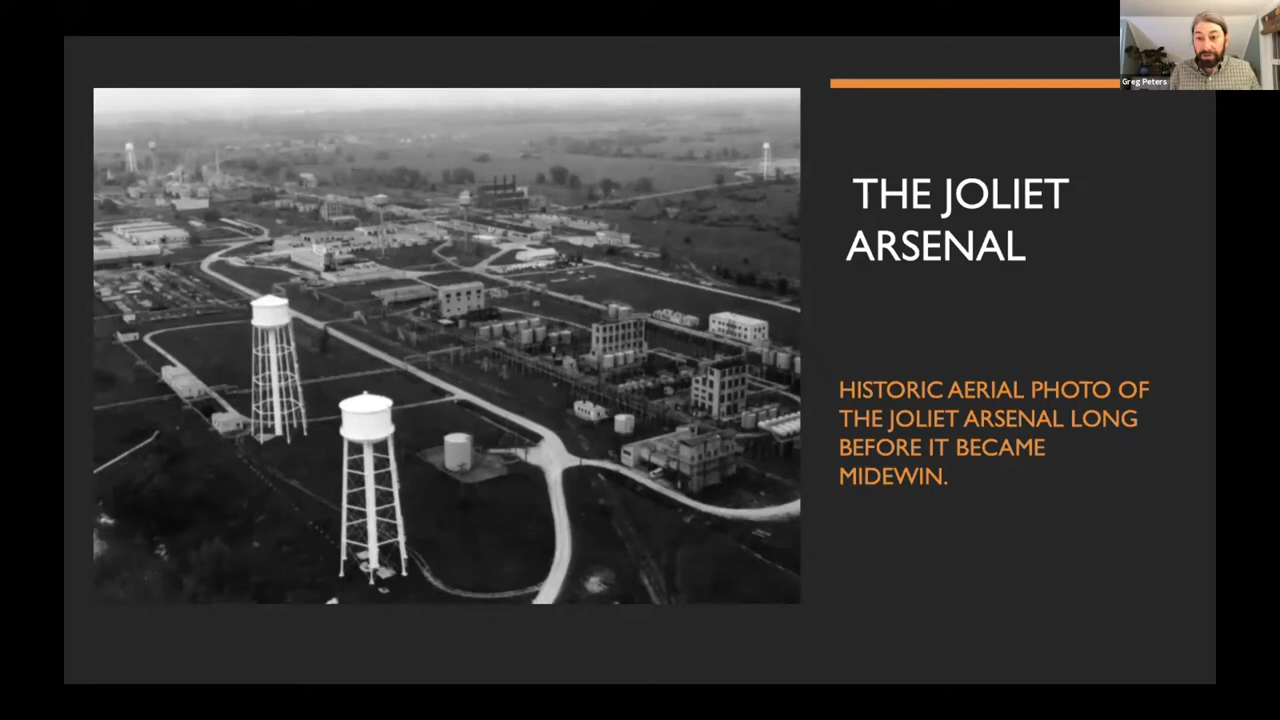 Greg Peters
THE JOLIET
ARSENAL
HISTORIC AERIAL PHOTO OF
THE JOLIET ARSENAL LONG
BEFORE IT BECAME
MIDEWIN.